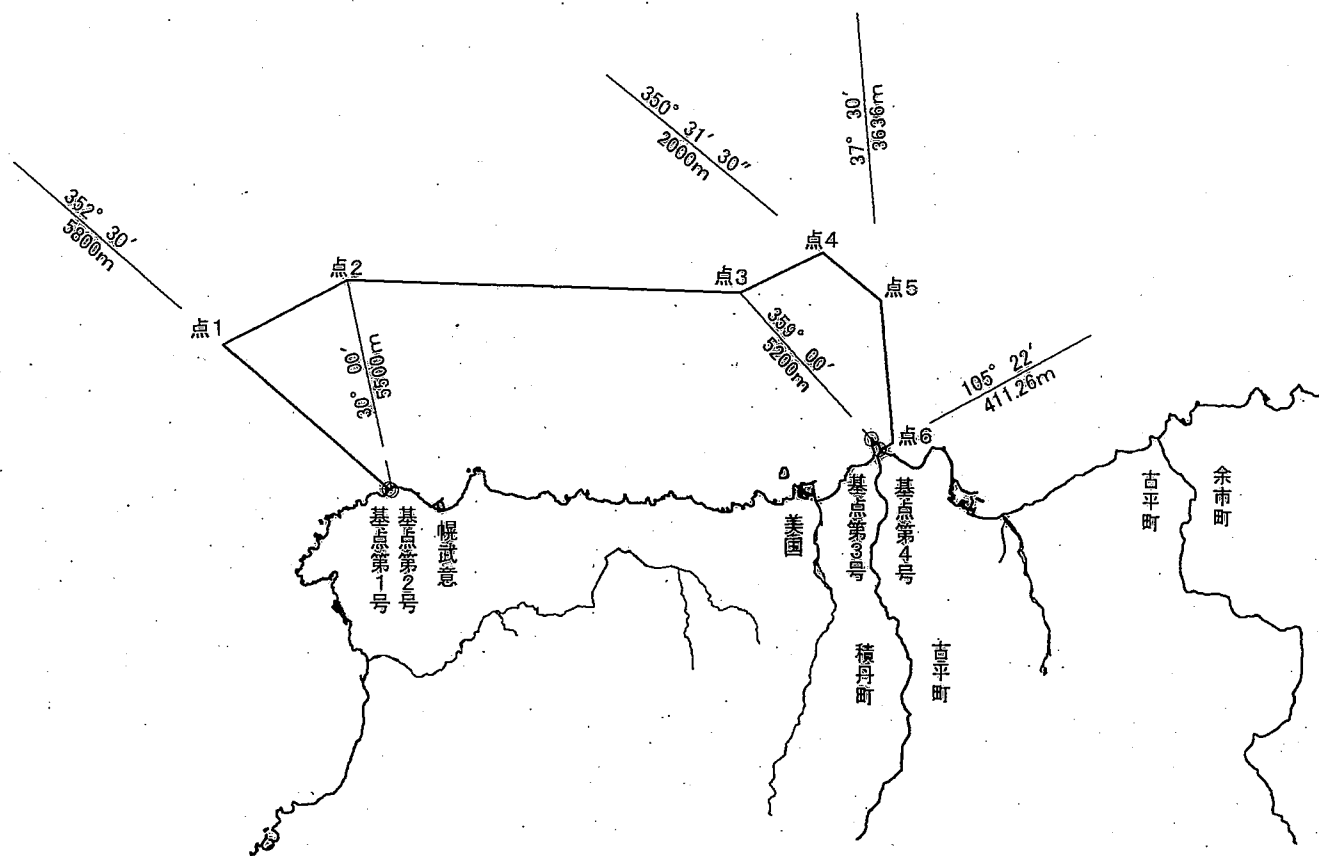 37° 30′
3636m
350° 31′ 30″
2000m
352° 30′
5800m
点4
点2
点3
点5
点1
359° 00′
5200m
30° 00′
5500m
105° 22′
411.26m
点6
基点第1号
基点第2号
幌武意
美国
基点第3号
基点第4号
古平町
余市町
積丹町
古平町